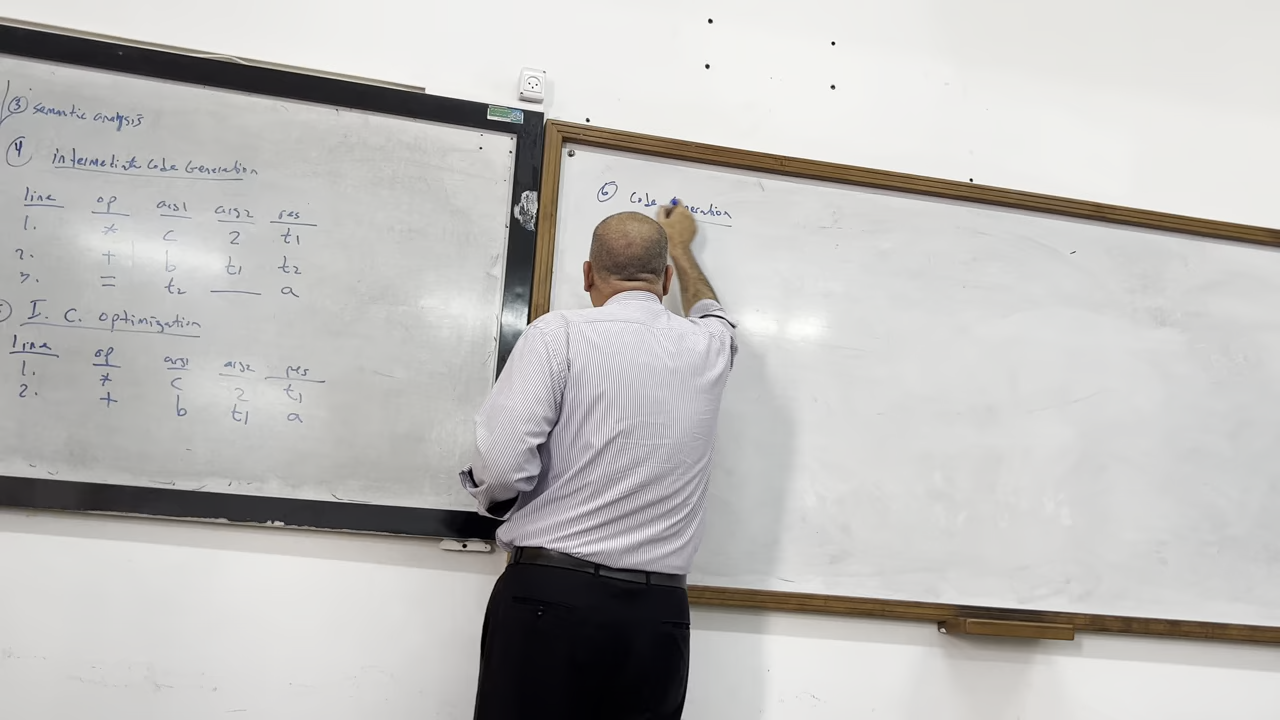 ③ Semantic analysis
④ intermediate code Generation
line op arg1 arg2 res
1. * c 2 t1
2. + b t1 t2
3. = t2 — a
⑤ I. C. optimization
line op arg1 arg2 res
1. * c 2 t1
2. + b t1 a
⑥ Code Generation